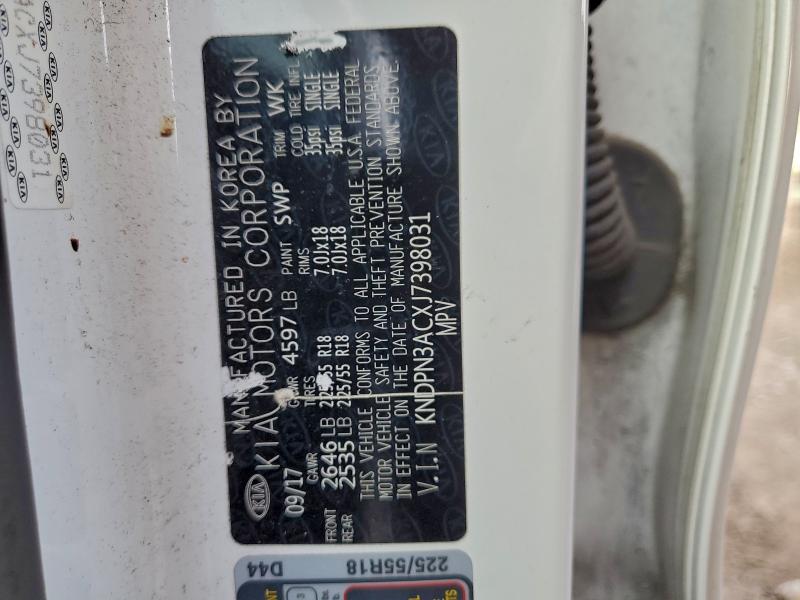 KIA MANUFACTURED IN KOREA BY
KIA MOTORS CORPORATION
09/17 GVWR 4597 LB PAINT SWP TRIM WK
GAWR TIRES RIMS COLD TIRE INFL
FRONT 2646 LB 225/55 R18 7.0Jx18 35psi SINGLE
REAR 2535 LB 225/55 R18 7.0Jx18 35psi SINGLE
THIS VEHICLE CONFORMS TO ALL APPLICABLE U.S.A. FEDERAL
MOTOR VEHICLE SAFETY AND THEFT PREVENTION STANDARDS
IN EFFECT ON THE DATE OF MANUFACTURE SHOWN ABOVE.
V.I.N KNDPN3ACXJ7398031
MPV
D44
225/55R18